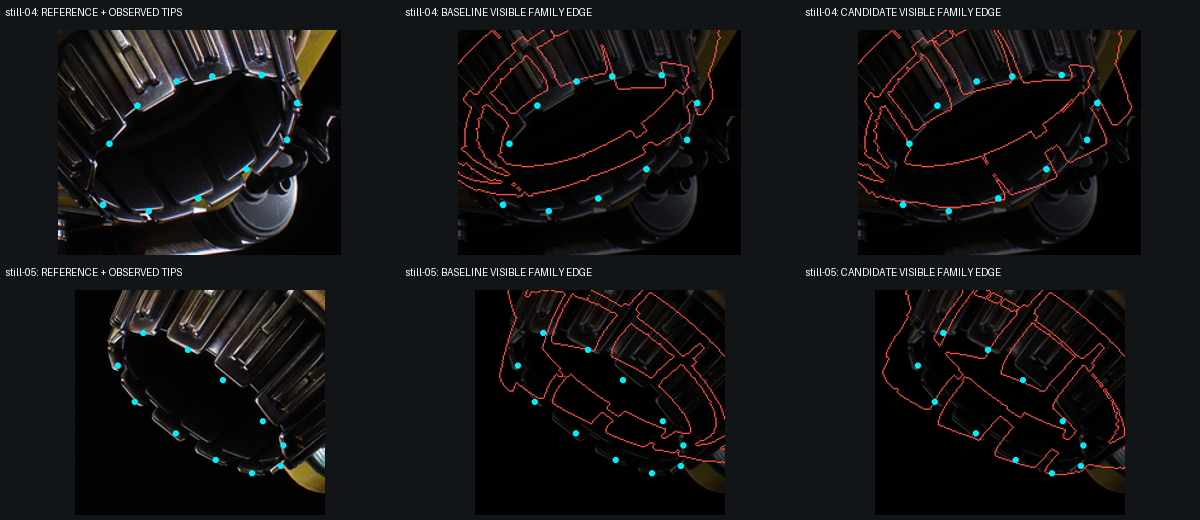 still-04: REFERENCE + OBSERVED TIPS
still-04: BASELINE VISIBLE FAMILY EDGE
still-04: CANDIDATE VISIBLE FAMILY EDGE
still-05: REFERENCE + OBSERVED TIPS
still-05: BASELINE VISIBLE FAMILY EDGE
still-05: CANDIDATE VISIBLE FAMILY EDGE